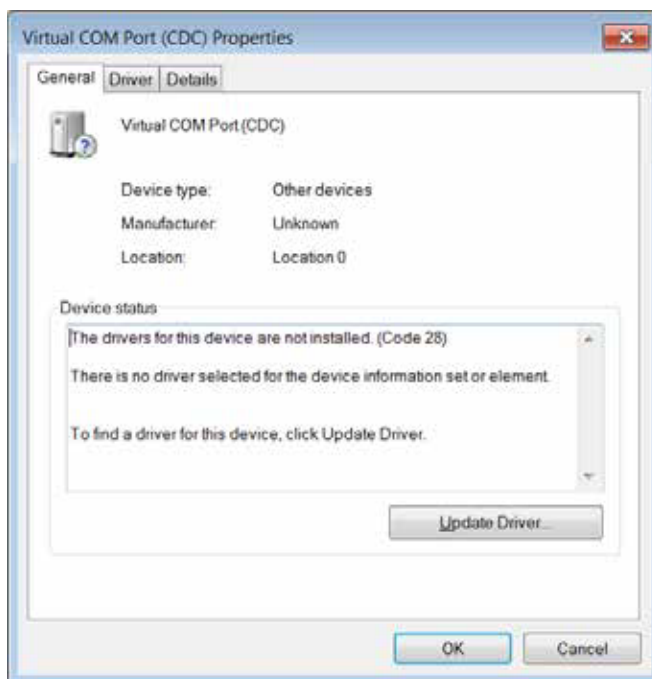 Virtual COM Port (CDC) Properties
General Driver Details
Virtual COM Port (CDC)
Device type: Other devices
Manufacturer: Unknown
Location: Location 0
Device status
The drivers for this device are not installed. (Code 28)
There is no driver selected for the device information set or element.
To find a driver for this device, click Update Driver.
Update Driver...
OK Cancel